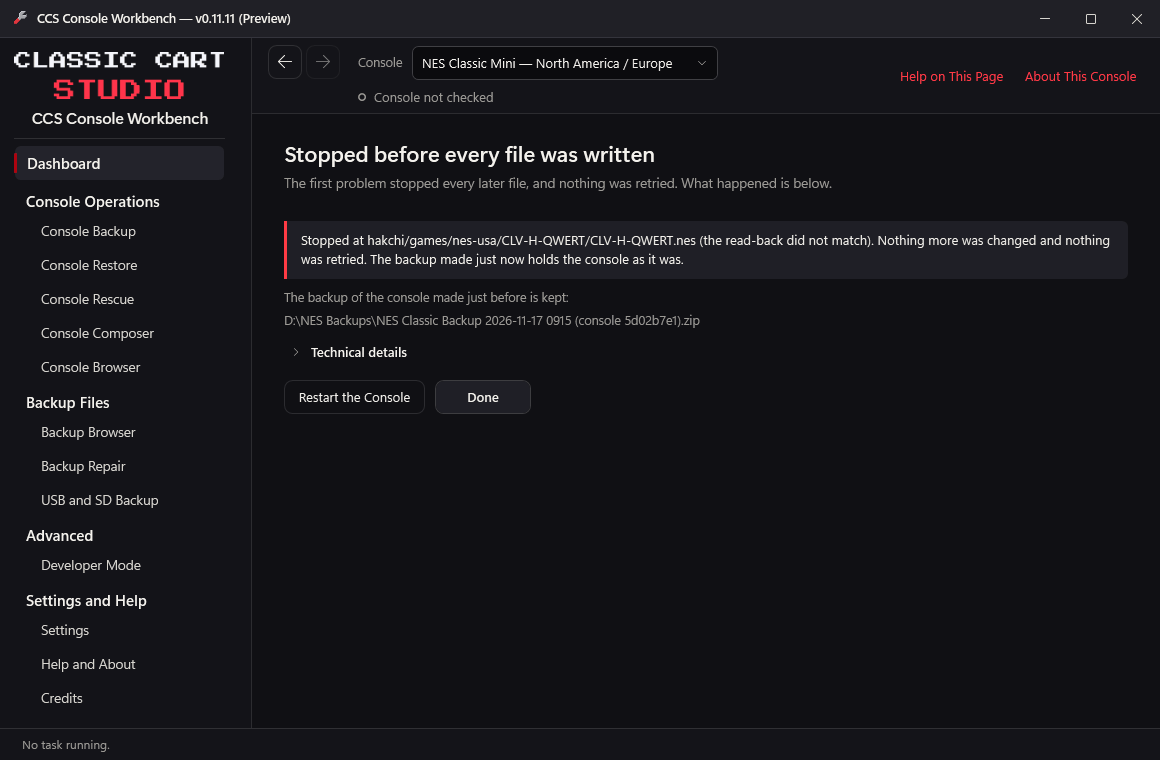 CCS Console Workbench — v0.11.11 (Preview)
CLASSIC CART
STUDIO
CCS Console Workbench
Dashboard
Console Operations
Console Backup
Console Restore
Console Rescue
Console Composer
Console Browser
Backup Files
Backup Browser
Backup Repair
USB and SD Backup
Advanced
Developer Mode
Settings and Help
Settings
Help and About
Credits
Console
NES Classic Mini — North America / Europe
Console not checked
Help on This Page
About This Console
Stopped before every file was written
The first problem stopped every later file, and nothing was retried. What happened is below.
Stopped at hakchi/games/nes-usa/CLV-H-QWERT/CLV-H-QWERT.nes (the read-back did not match). Nothing more was changed and nothing
was retried. The backup made just now holds the console as it was.
The backup of the console made just before is kept:
D:\NES Backups\NES Classic Backup 2026-11-17 0915 (console 5d02b7e1).zip
Technical details
Restart the Console
Done
No task running.